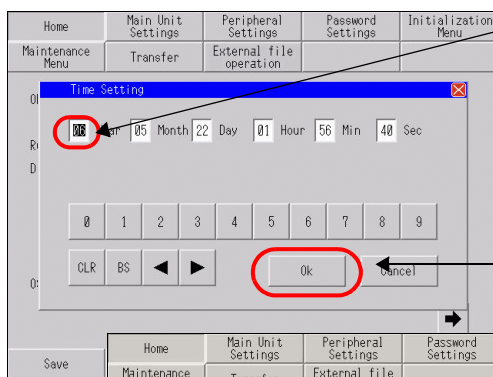 Home
Main Unit
Settings
Peripheral
Settings
Password
Settings
Initialization
Menu
Maintenance
Menu
Transfer
External file
operation
Time Setting
06 ar 05 Month 22 Day 01 Hour 56 Min 40 Sec
0 1 2 3 4 5 6 7 8 9
CLR BS Ok Cancel
Save
Home
Main Unit
Settings
Peripheral
Settings
Password
Settings
Maintenance
External file